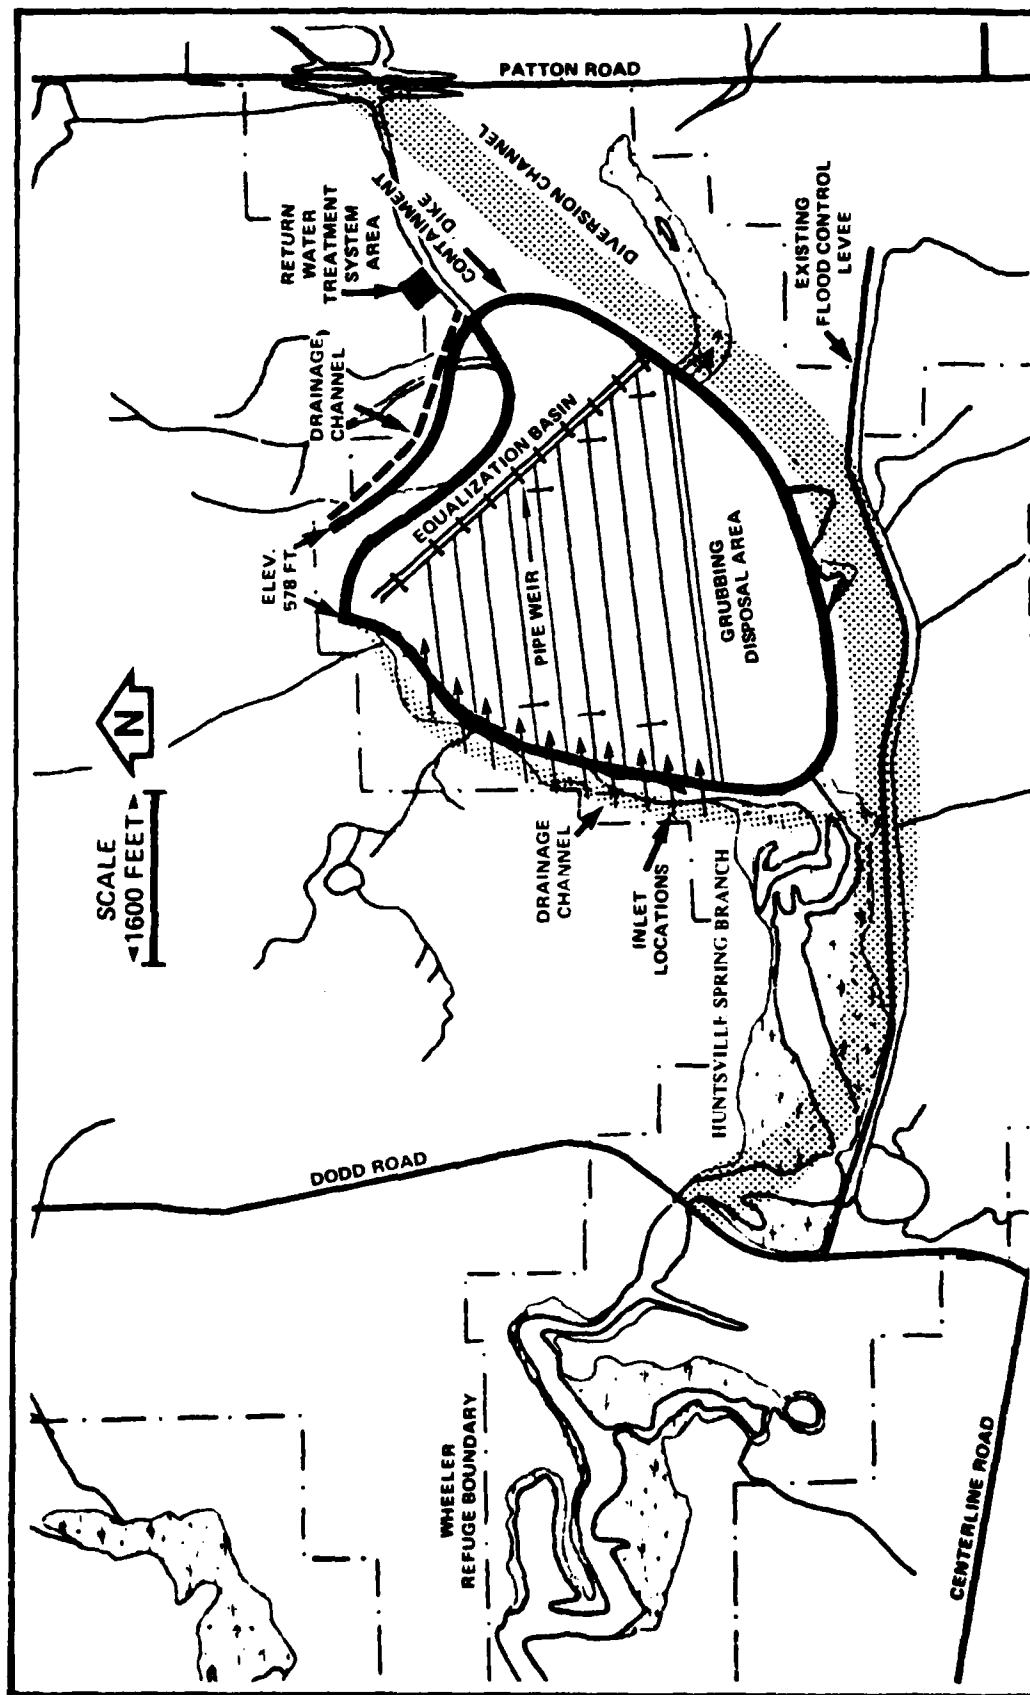 SCALE
1600 FEET
N
PATTON ROAD
RETURN
WATER
TREATMENT
SYSTEM
AREA
CONTAINMENT
DIKE
DIVERSION CHANNEL
EXISTING
FLOOD CONTROL
LEVEE
DRAINAGE
CHANNEL
ELEV.
578 FT.
EQUALIZATION BASIN
PIPE WEIR
GRUBBING
DISPOSAL AREA
DRAINAGE
CHANNEL
INLET
LOCATIONS
HUNTSVILLE SPRING BRANCH
DODD ROAD
WHEELER
REFUGE BOUNDARY
CENTERLINE ROAD